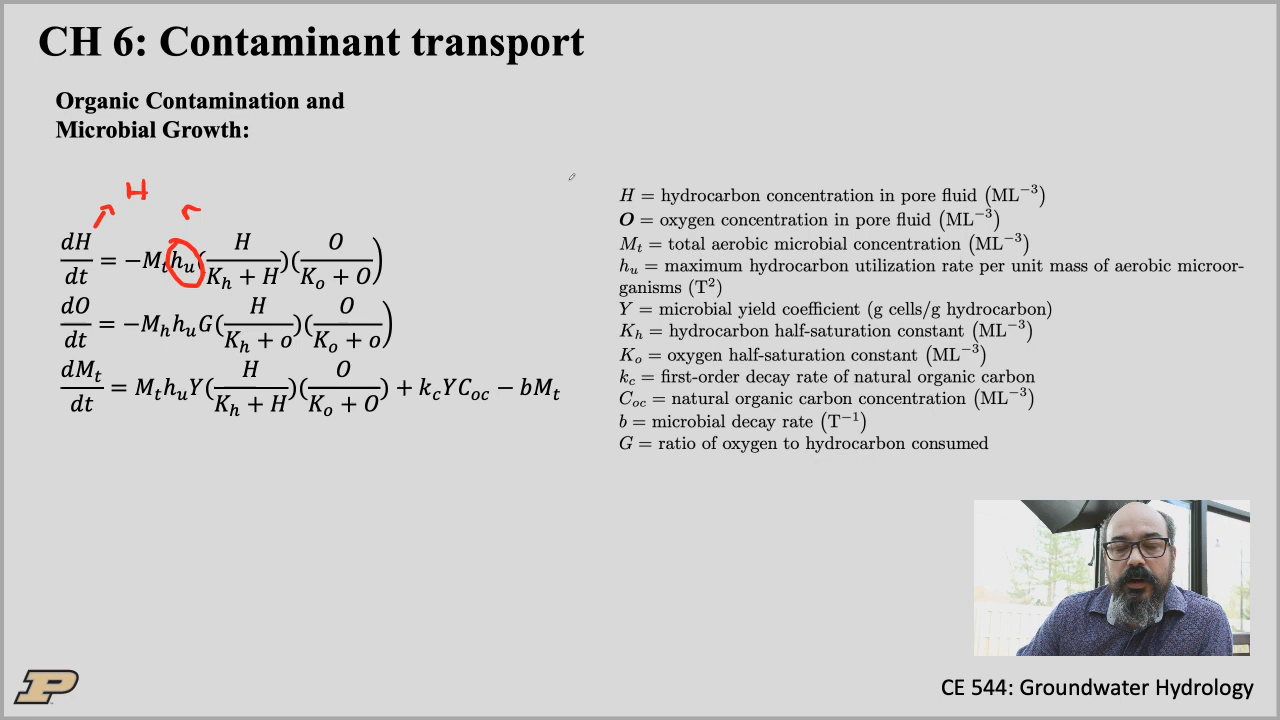 CH 6: Contaminant transport
Organic Contamination and
Microbial Growth:
H
dH/dt = −M_t h_u (H/(K_h + H))(O/(K_o + O))
dO/dt = −M_h h_u G(H/(K_h + o))(O/(K_o + o))
dM_t/dt = M_t h_u Y(H/(K_h + H))(O/(K_o + O)) + k_c Y C_oc − bM_t
H = hydrocarbon concentration in pore fluid (ML⁻³)
O = oxygen concentration in pore fluid (ML⁻³)
M_t = total aerobic microbial concentration (ML⁻³)
h_u = maximum hydrocarbon utilization rate per unit mass of aerobic microor-
ganisms (T²)
Y = microbial yield coefficient (g cells/g hydrocarbon)
K_h = hydrocarbon half-saturation constant (ML⁻³)
K_o = oxygen half-saturation constant (ML⁻³)
k_c = first-order decay rate of natural organic carbon
C_oc = natural organic carbon concentration (ML⁻³)
b = microbial decay rate (T⁻¹)
G = ratio of oxygen to hydrocarbon consumed
P
CE 544: Groundwater Hydrology